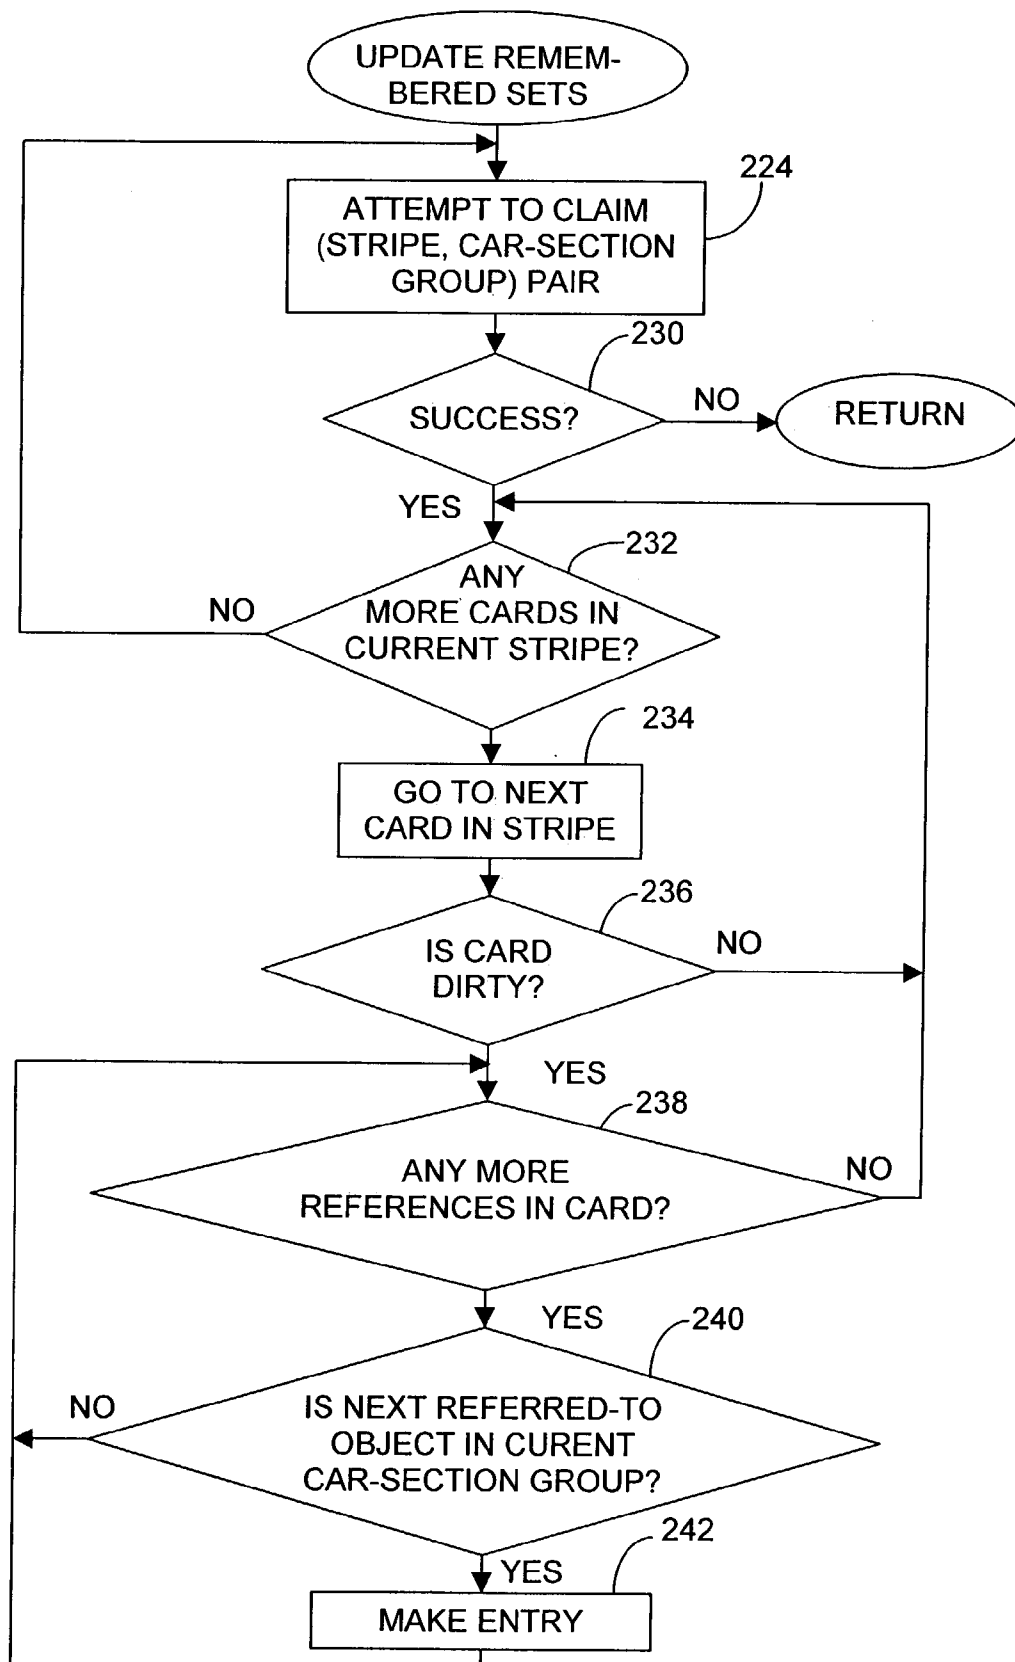 UPDATE REMEM-
BERED SETS
224
ATTEMPT TO CLAIM
(STRIPE, CAR-SECTION
GROUP) PAIR
230
SUCCESS?
NO
RETURN
YES
232
ANY
MORE CARDS IN
CURRENT STRIPE?
NO
234
GO TO NEXT
CARD IN STRIPE
236
IS CARD
DIRTY?
NO
YES
238
ANY MORE
REFERENCES IN CARD?
NO
YES
240
IS NEXT REFERRED-TO
OBJECT IN CURENT
CAR-SECTION GROUP?
NO
242
YES
MAKE ENTRY